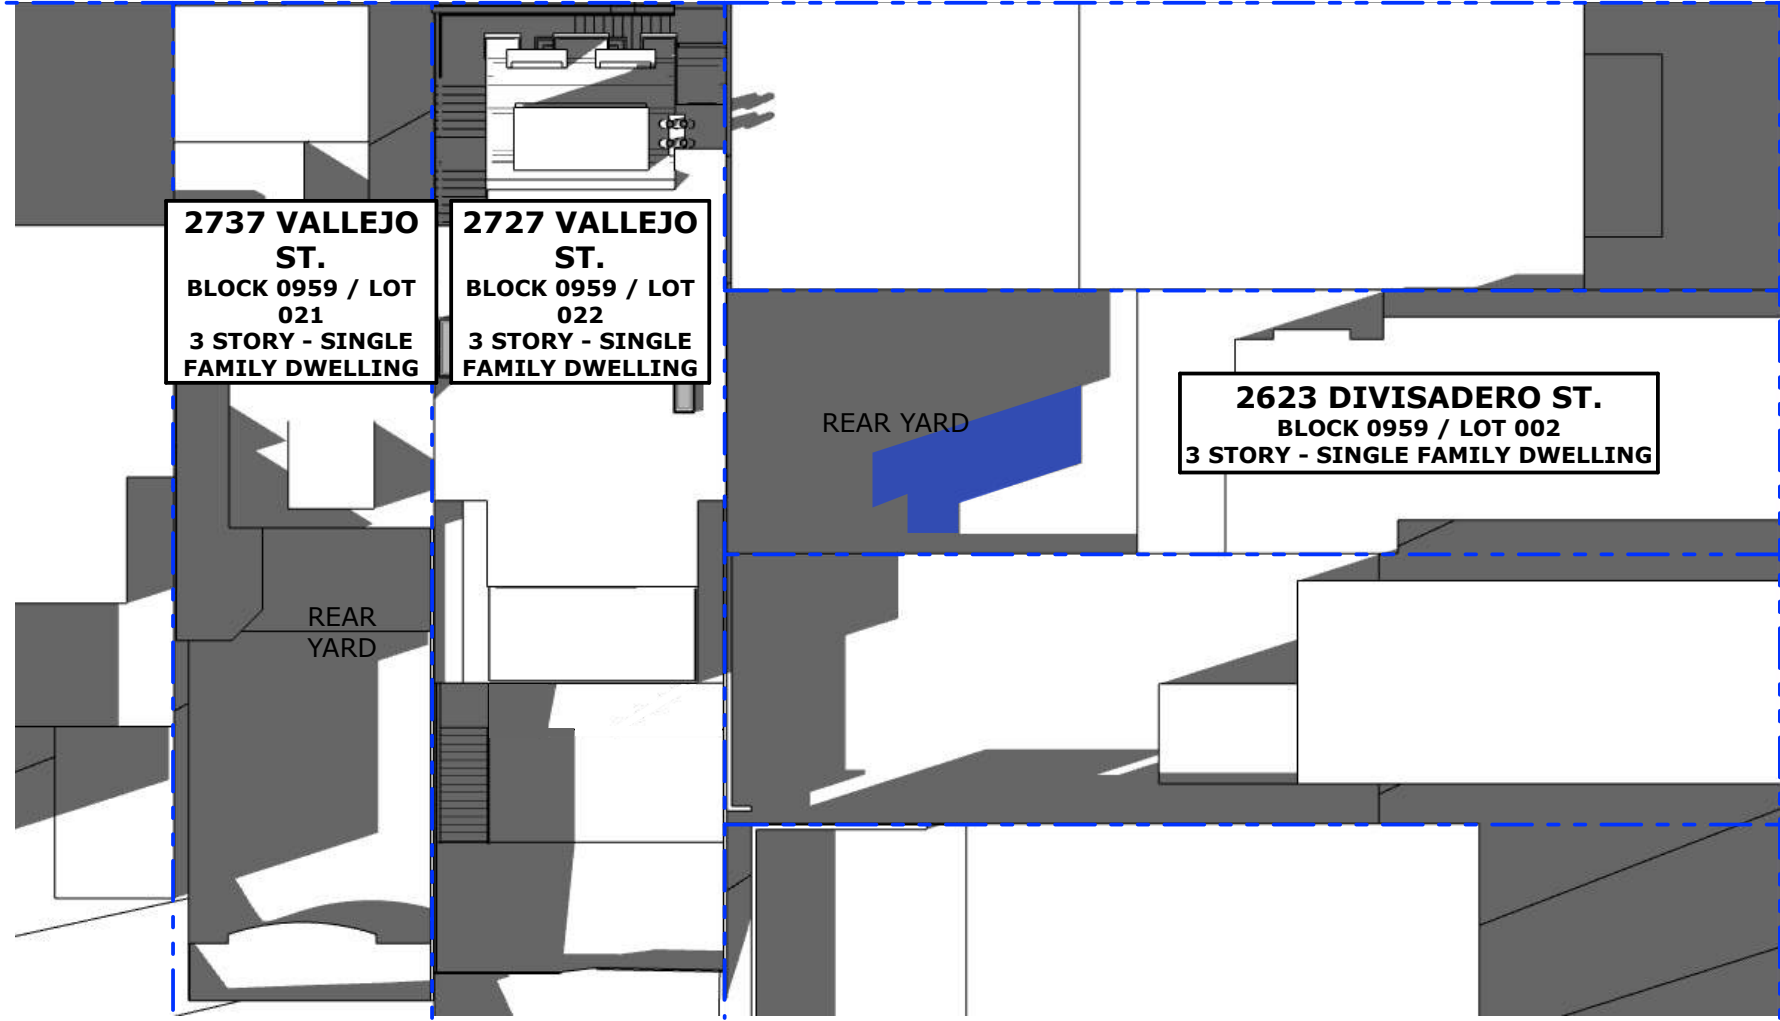 2737 VALLEJO
ST.
BLOCK 0959 / LOT
021
3 STORY - SINGLE
FAMILY DWELLING
2727 VALLEJO
ST.
BLOCK 0959 / LOT
022
3 STORY - SINGLE
FAMILY DWELLING
2623 DIVISADERO ST.
BLOCK 0959 / LOT 002
3 STORY - SINGLE FAMILY DWELLING
REAR YARD
REAR
YARD